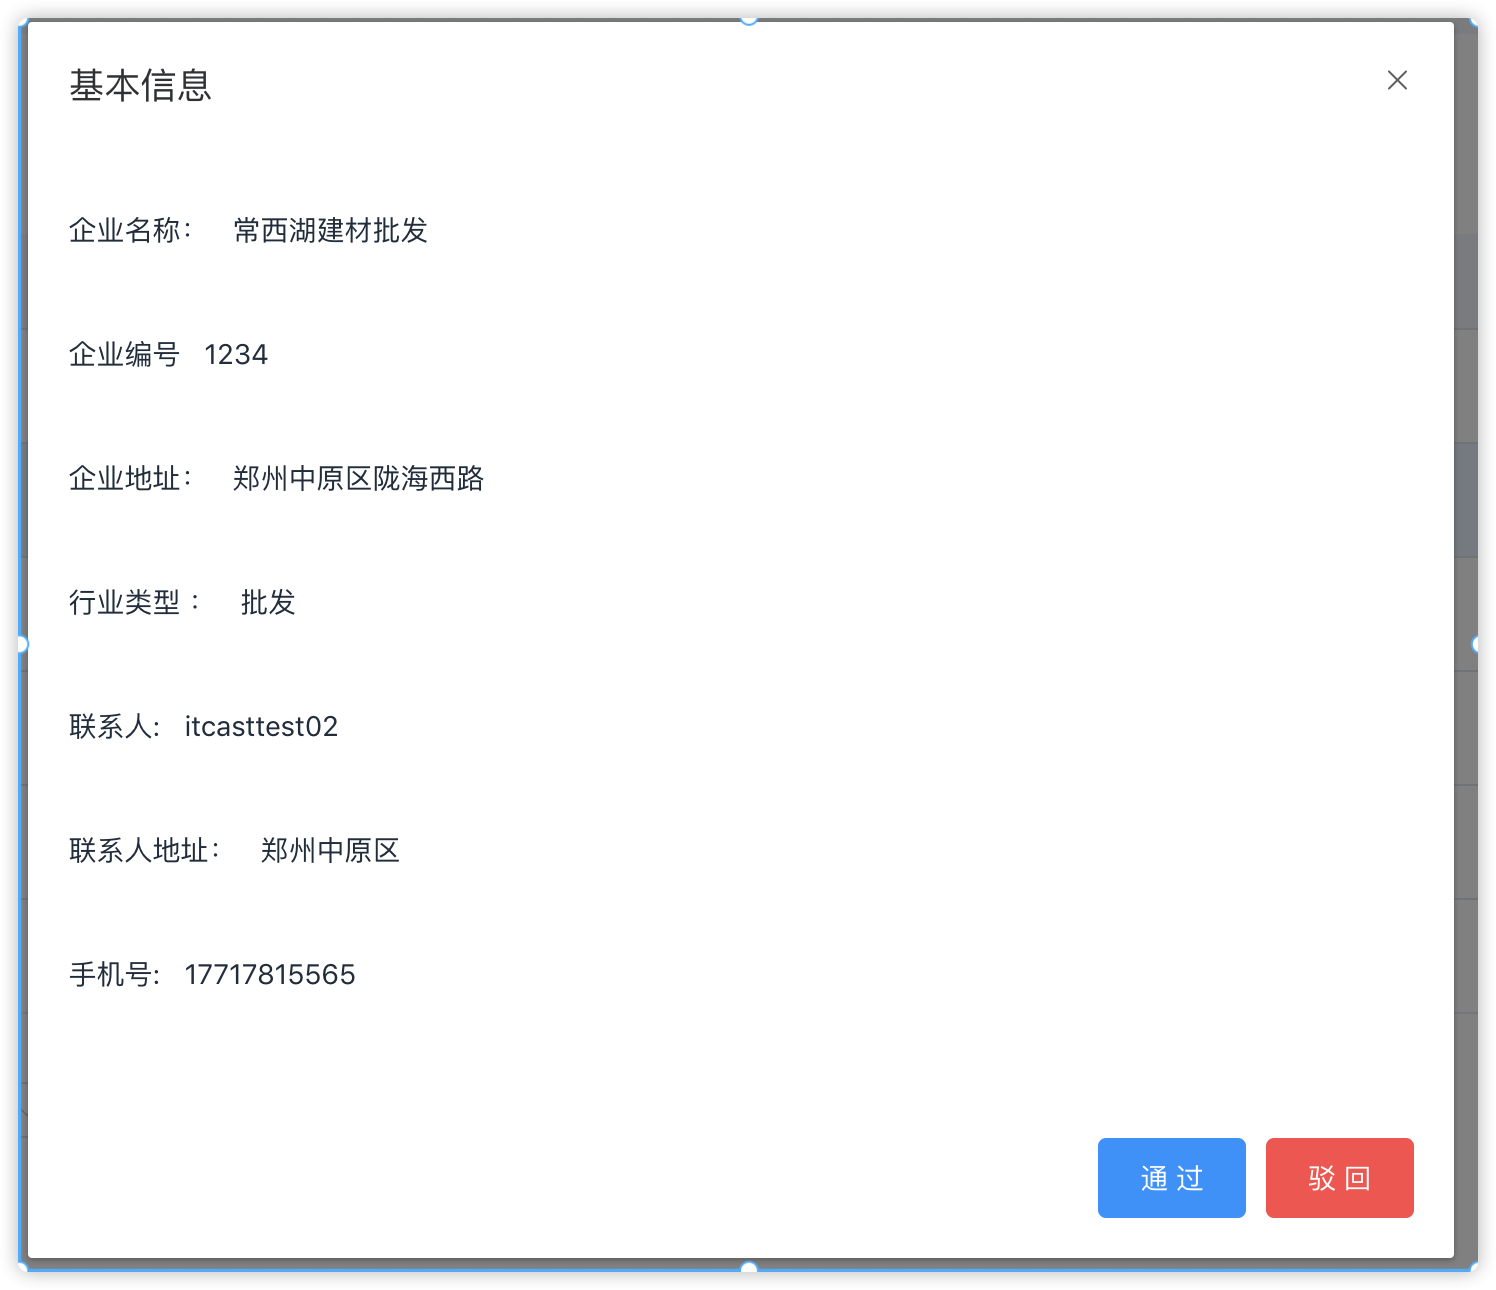 基本信息
企业名称： 常西湖建材批发
企业编号 1234
企业地址： 郑州中原区陇海西路
行业类型 ： 批发
联系人: itcasttest02
联系人地址： 郑州中原区
手机号: 17717815565
通过 驳回